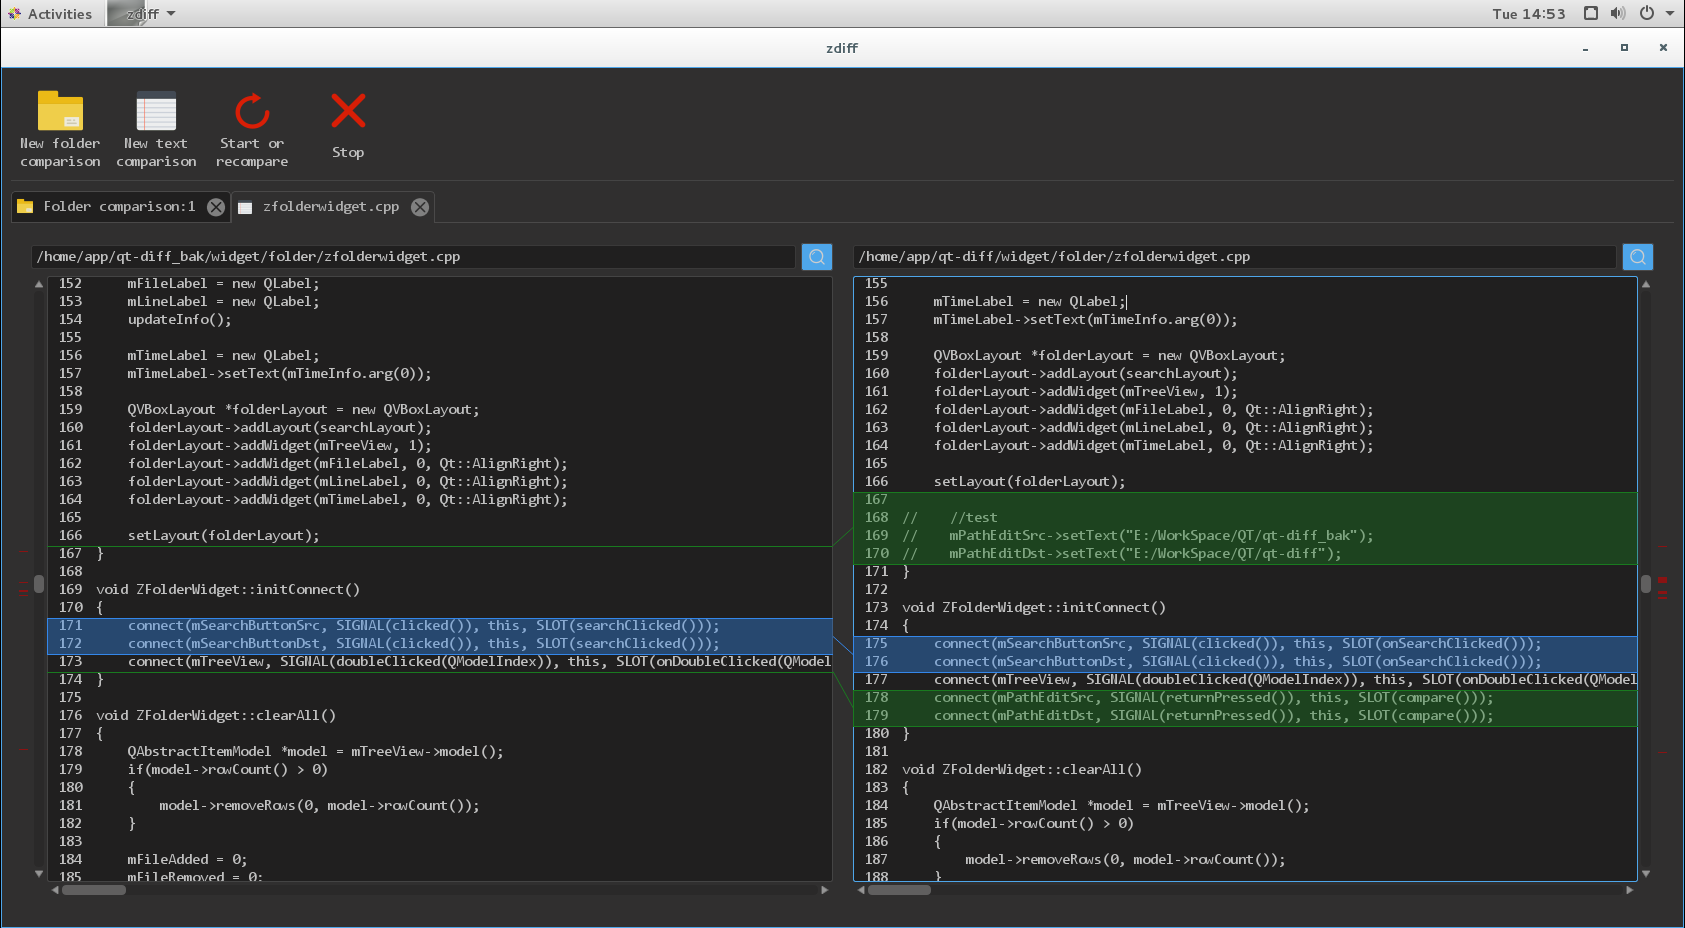 Activities zdiff Tue 14:53
zdiff
New folder comparison
New text comparison
Start or recompare
Stop
Folder comparison:1 zfolderwidget.cpp
/home/app/qt-diff_bak/widget/folder/zfolderwidget.cpp
152 mFileLabel = new QLabel;
153 mLineLabel = new QLabel;
154 updateInfo();
155
156 mTimeLabel = new QLabel;
157 mTimeLabel->setText(mTimeInfo.arg(0));
158
159 QVBoxLayout *folderLayout = new QVBoxLayout;
160 folderLayout->addLayout(searchLayout);
161 folderLayout->addWidget(mTreeView, 1);
162 folderLayout->addWidget(mFileLabel, 0, Qt::AlignRight);
163 folderLayout->addWidget(mLineLabel, 0, Qt::AlignRight);
164 folderLayout->addWidget(mTimeLabel, 0, Qt::AlignRight);
165
166 setLayout(folderLayout);
167 }
168
169 void ZFolderWidget::initConnect()
170 {
171 connect(mSearchButtonSrc, SIGNAL(clicked()), this, SLOT(searchClicked()));
172 connect(mSearchButtonDst, SIGNAL(clicked()), this, SLOT(searchClicked()));
173 connect(mTreeView, SIGNAL(doubleClicked(QModelIndex)), this, SLOT(onDoubleClicked(QModel
174 }
175
176 void ZFolderWidget::clearAll()
177 {
178 QAbstractItemModel *model = mTreeView->model();
179 if(model->rowCount() > 0)
180 {
181 model->removeRows(0, model->rowCount());
182 }
183
184 mFileAdded = 0;
185 mFileRemoved = 0;
/home/app/qt-diff/widget/folder/zfolderwidget.cpp
155
156 mTimeLabel = new QLabel;
157 mTimeLabel->setText(mTimeInfo.arg(0));
158
159 QVBoxLayout *folderLayout = new QVBoxLayout;
160 folderLayout->addLayout(searchLayout);
161 folderLayout->addWidget(mTreeView, 1);
162 folderLayout->addWidget(mFileLabel, 0, Qt::AlignRight);
163 folderLayout->addWidget(mLineLabel, 0, Qt::AlignRight);
164 folderLayout->addWidget(mTimeLabel, 0, Qt::AlignRight);
165
166 setLayout(folderLayout);
167
168 // //test
169 // mPathEditSrc->setText("E:/WorkSpace/QT/qt-diff_bak");
170 // mPathEditDst->setText("E:/WorkSpace/QT/qt-diff");
171 }
172
173 void ZFolderWidget::initConnect()
174 {
175 connect(mSearchButtonSrc, SIGNAL(clicked()), this, SLOT(onSearchClicked()));
176 connect(mSearchButtonDst, SIGNAL(clicked()), this, SLOT(onSearchClicked()));
177 connect(mTreeView, SIGNAL(doubleClicked(QModelIndex)), this, SLOT(onDoubleClicked(QModel
178 connect(mPathEditSrc, SIGNAL(returnPressed()), this, SLOT(compare()));
179 connect(mPathEditDst, SIGNAL(returnPressed()), this, SLOT(compare()));
180 }
181
182 void ZFolderWidget::clearAll()
183 {
184 QAbstractItemModel *model = mTreeView->model();
185 if(model->rowCount() > 0)
186 {
187 model->removeRows(0, model->rowCount());
188 }